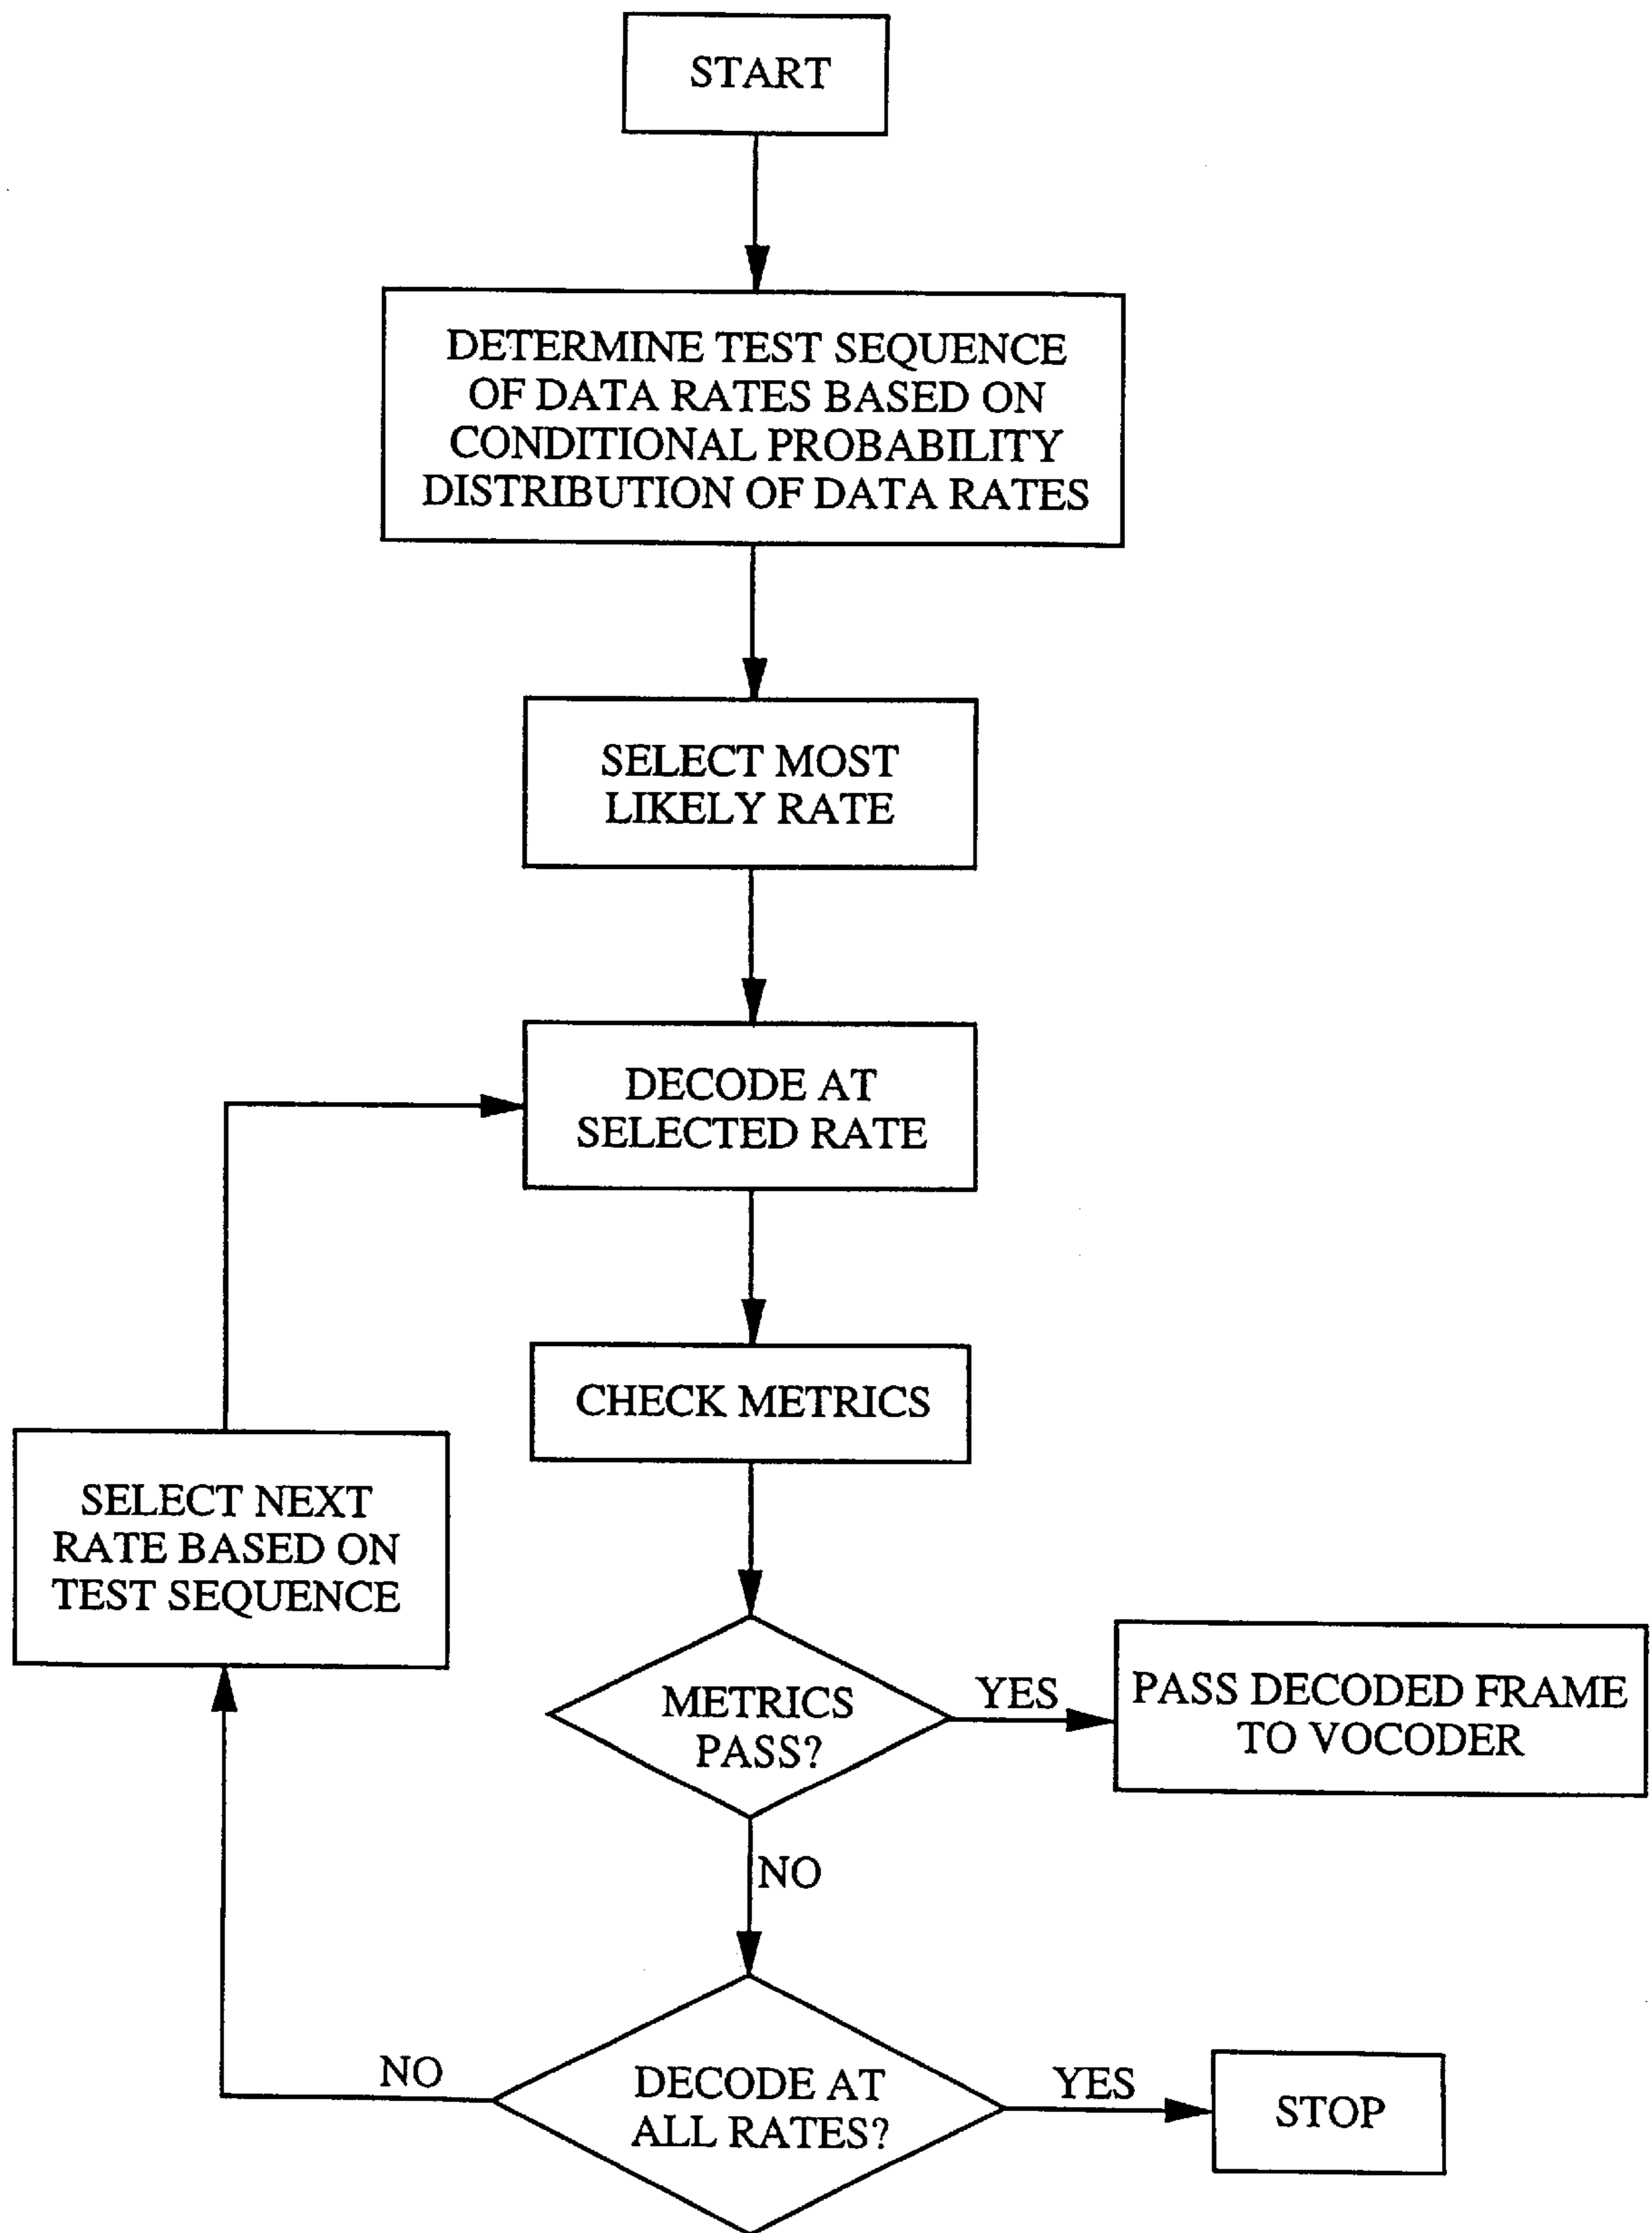 START
DETERMINE TEST SEQUENCE
OF DATA RATES BASED ON
CONDITIONAL PROBABILITY
DISTRIBUTION OF DATA RATES
SELECT MOST
LIKELY RATE
DECODE AT
SELECTED RATE
CHECK METRICS
SELECT NEXT
RATE BASED ON
TEST SEQUENCE
METRICS
PASS?
YES
PASS DECODED FRAME
TO VOCODER
NO
DECODE AT
ALL RATES?
NO
YES
STOP